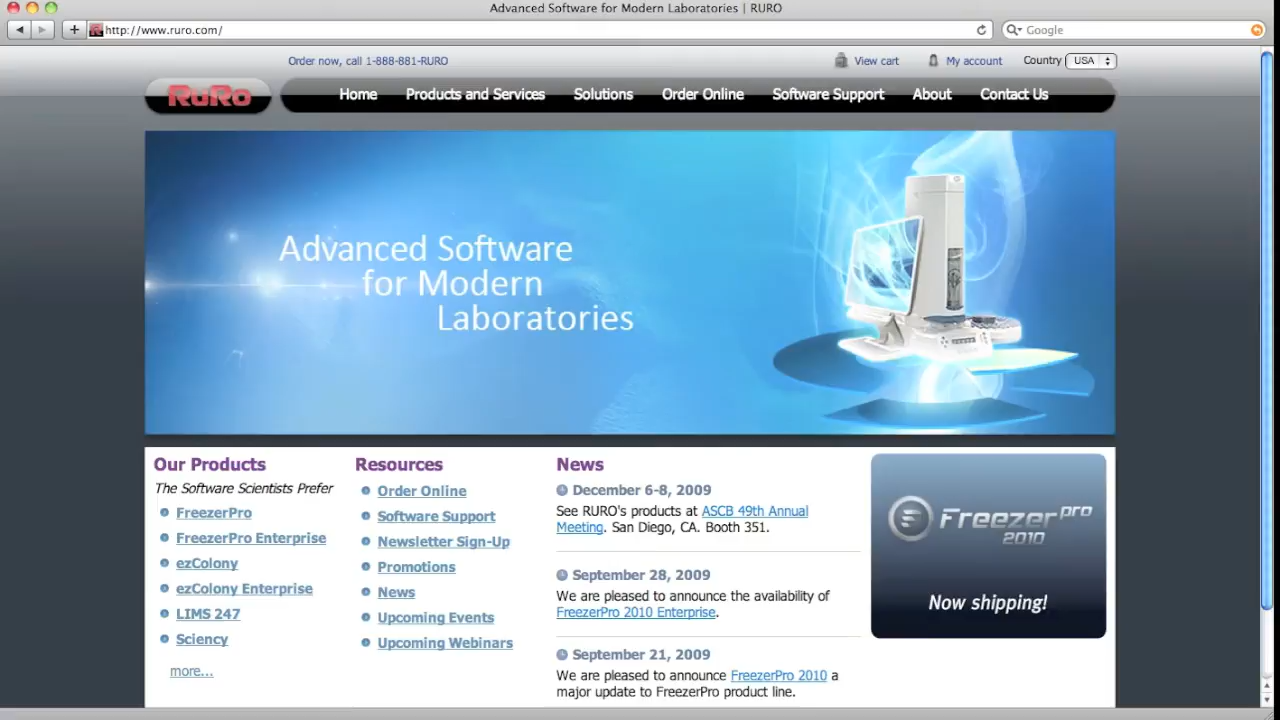 Advanced Software for Modern Laboratories | RURO
http://www.ruro.com/
Google
Order now, call 1-888-881-RURO
View cart
My account
Country USA
RuRo
Home Products and Services Solutions Order Online Software Support About Contact Us
Advanced Software
for Modern
Laboratories
Our Products
The Software Scientists Prefer
FreezerPro
FreezerPro Enterprise
ezColony
ezColony Enterprise
LIMS 247
Sciency
more...
Resources
Order Online
Software Support
Newsletter Sign-Up
Promotions
News
Upcoming Events
Upcoming Webinars
News
December 6-8, 2009
See RURO's products at ASCB 49th Annual
Meeting. San Diego, CA. Booth 351.
September 28, 2009
We are pleased to announce the availability of
FreezerPro 2010 Enterprise.
September 21, 2009
We are pleased to announce FreezerPro 2010 a
major update to FreezerPro product line.
Freezer pro
2010
Now shipping!